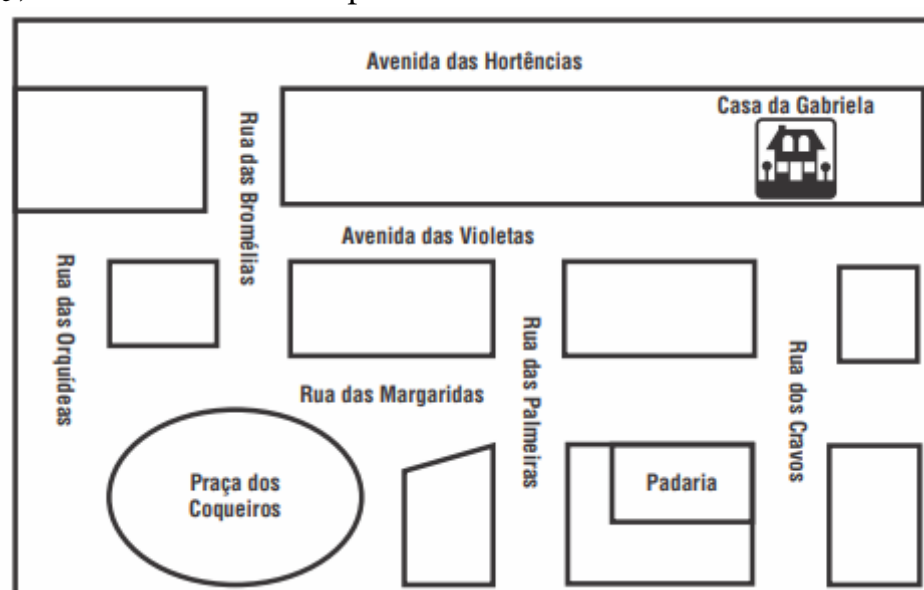 Avenida das Hortências
Casa da Gabriela
Rua das Bromélias
Avenida das Violetas
Rua das Orquídeas
Rua das Palmeiras
Rua dos Cravos
Rua das Margaridas
Praça dos
Coqueiros
Padaria